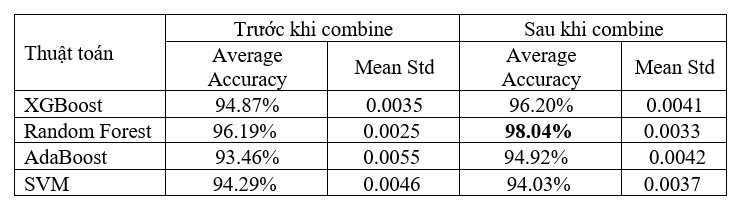 Thuật toán Trước khi combine Sau khi combine
Average Accuracy Mean Std Average Accuracy Mean Std
XGBoost 94.87% 0.0035 96.20% 0.0041
Random Forest 96.19% 0.0025 98.04% 0.0033
AdaBoost 93.46% 0.0055 94.92% 0.0042
SVM 94.29% 0.0046 94.03% 0.0037